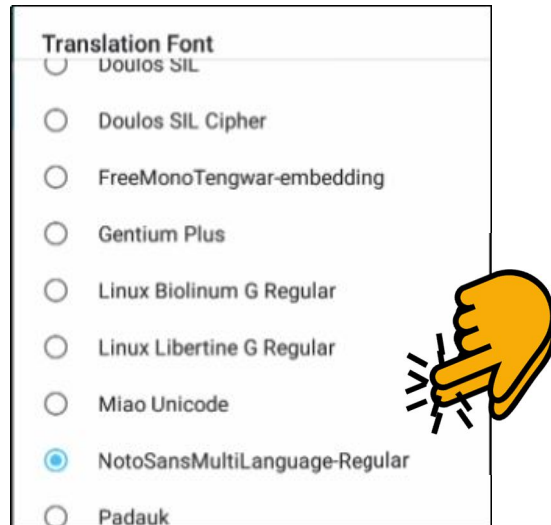 Translation Font
Doulos SIL
Doulos SIL Cipher
FreeMonoTengwar-embedding
Gentium Plus
Linux Biolinum G Regular
Linux Libertine G Regular
Miao Unicode
NotoSansMultiLanguage-Regular
Padauk